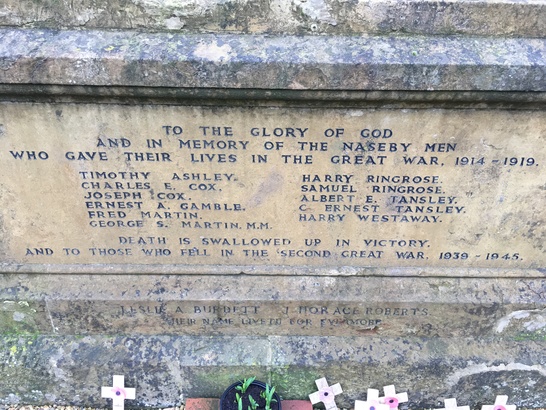 TO THE GLORY OF GOD
AND IN MEMORY OF THE NASEBY MEN
WHO GAVE THEIR LIVES IN THE GREAT WAR, 1914-1919.
TIMOTHY ASHLEY.
CHARLES E. COX.
JOSEPH COX.
ERNEST A. GAMBLE.
FRED MARTIN.
GEORGE S. MARTIN, M.M.
HARRY RINGROSE.
SAMUEL RINGROSE.
ALBERT E. TANSLEY.
C. ERNEST TANSLEY.
HARRY WESTAWAY.
DEATH IS SWALLOWED UP IN VICTORY.
AND TO THOSE WHO FELL IN THE SECOND GREAT WAR, 1939-1945.
LESLIE A. BURDETT J. HORACE ROBERTS.
THEIR NAME LIVETH FOR EVERMORE